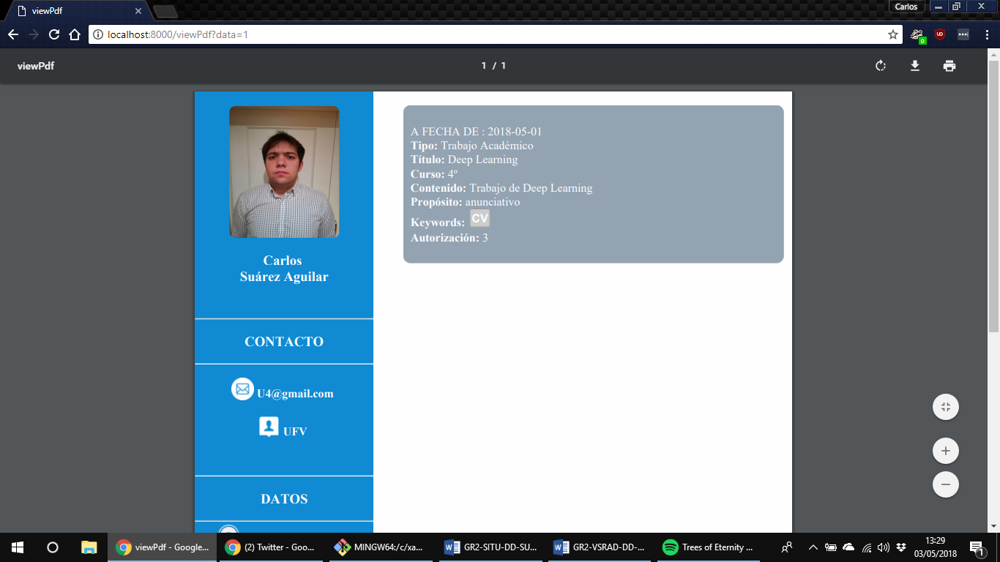 viewPdf
Carlos
localhost:8000/viewPdf?data=1
0
UD
viewPdf
1 / 1
Carlos
Suárez Aguilar
CONTACTO
U4@gmail.com
UFV
DATOS
A FECHA DE : 2018-05-01
Tipo: Trabajo Académico
Título: Deep Learning
Curso: 4º
Contenido: Trabajo de Deep Learning
Propósito: anunciativo
Keywords: CV
Autorización: 3
viewPdf - Google...
(2) Twitter - Goo...
MINGW64:/c/xa...
GR2-SITU-DD-SU...
GR2-VSRAD-DD-...
Trees of Eternity ...
13:29
03/05/2018
1